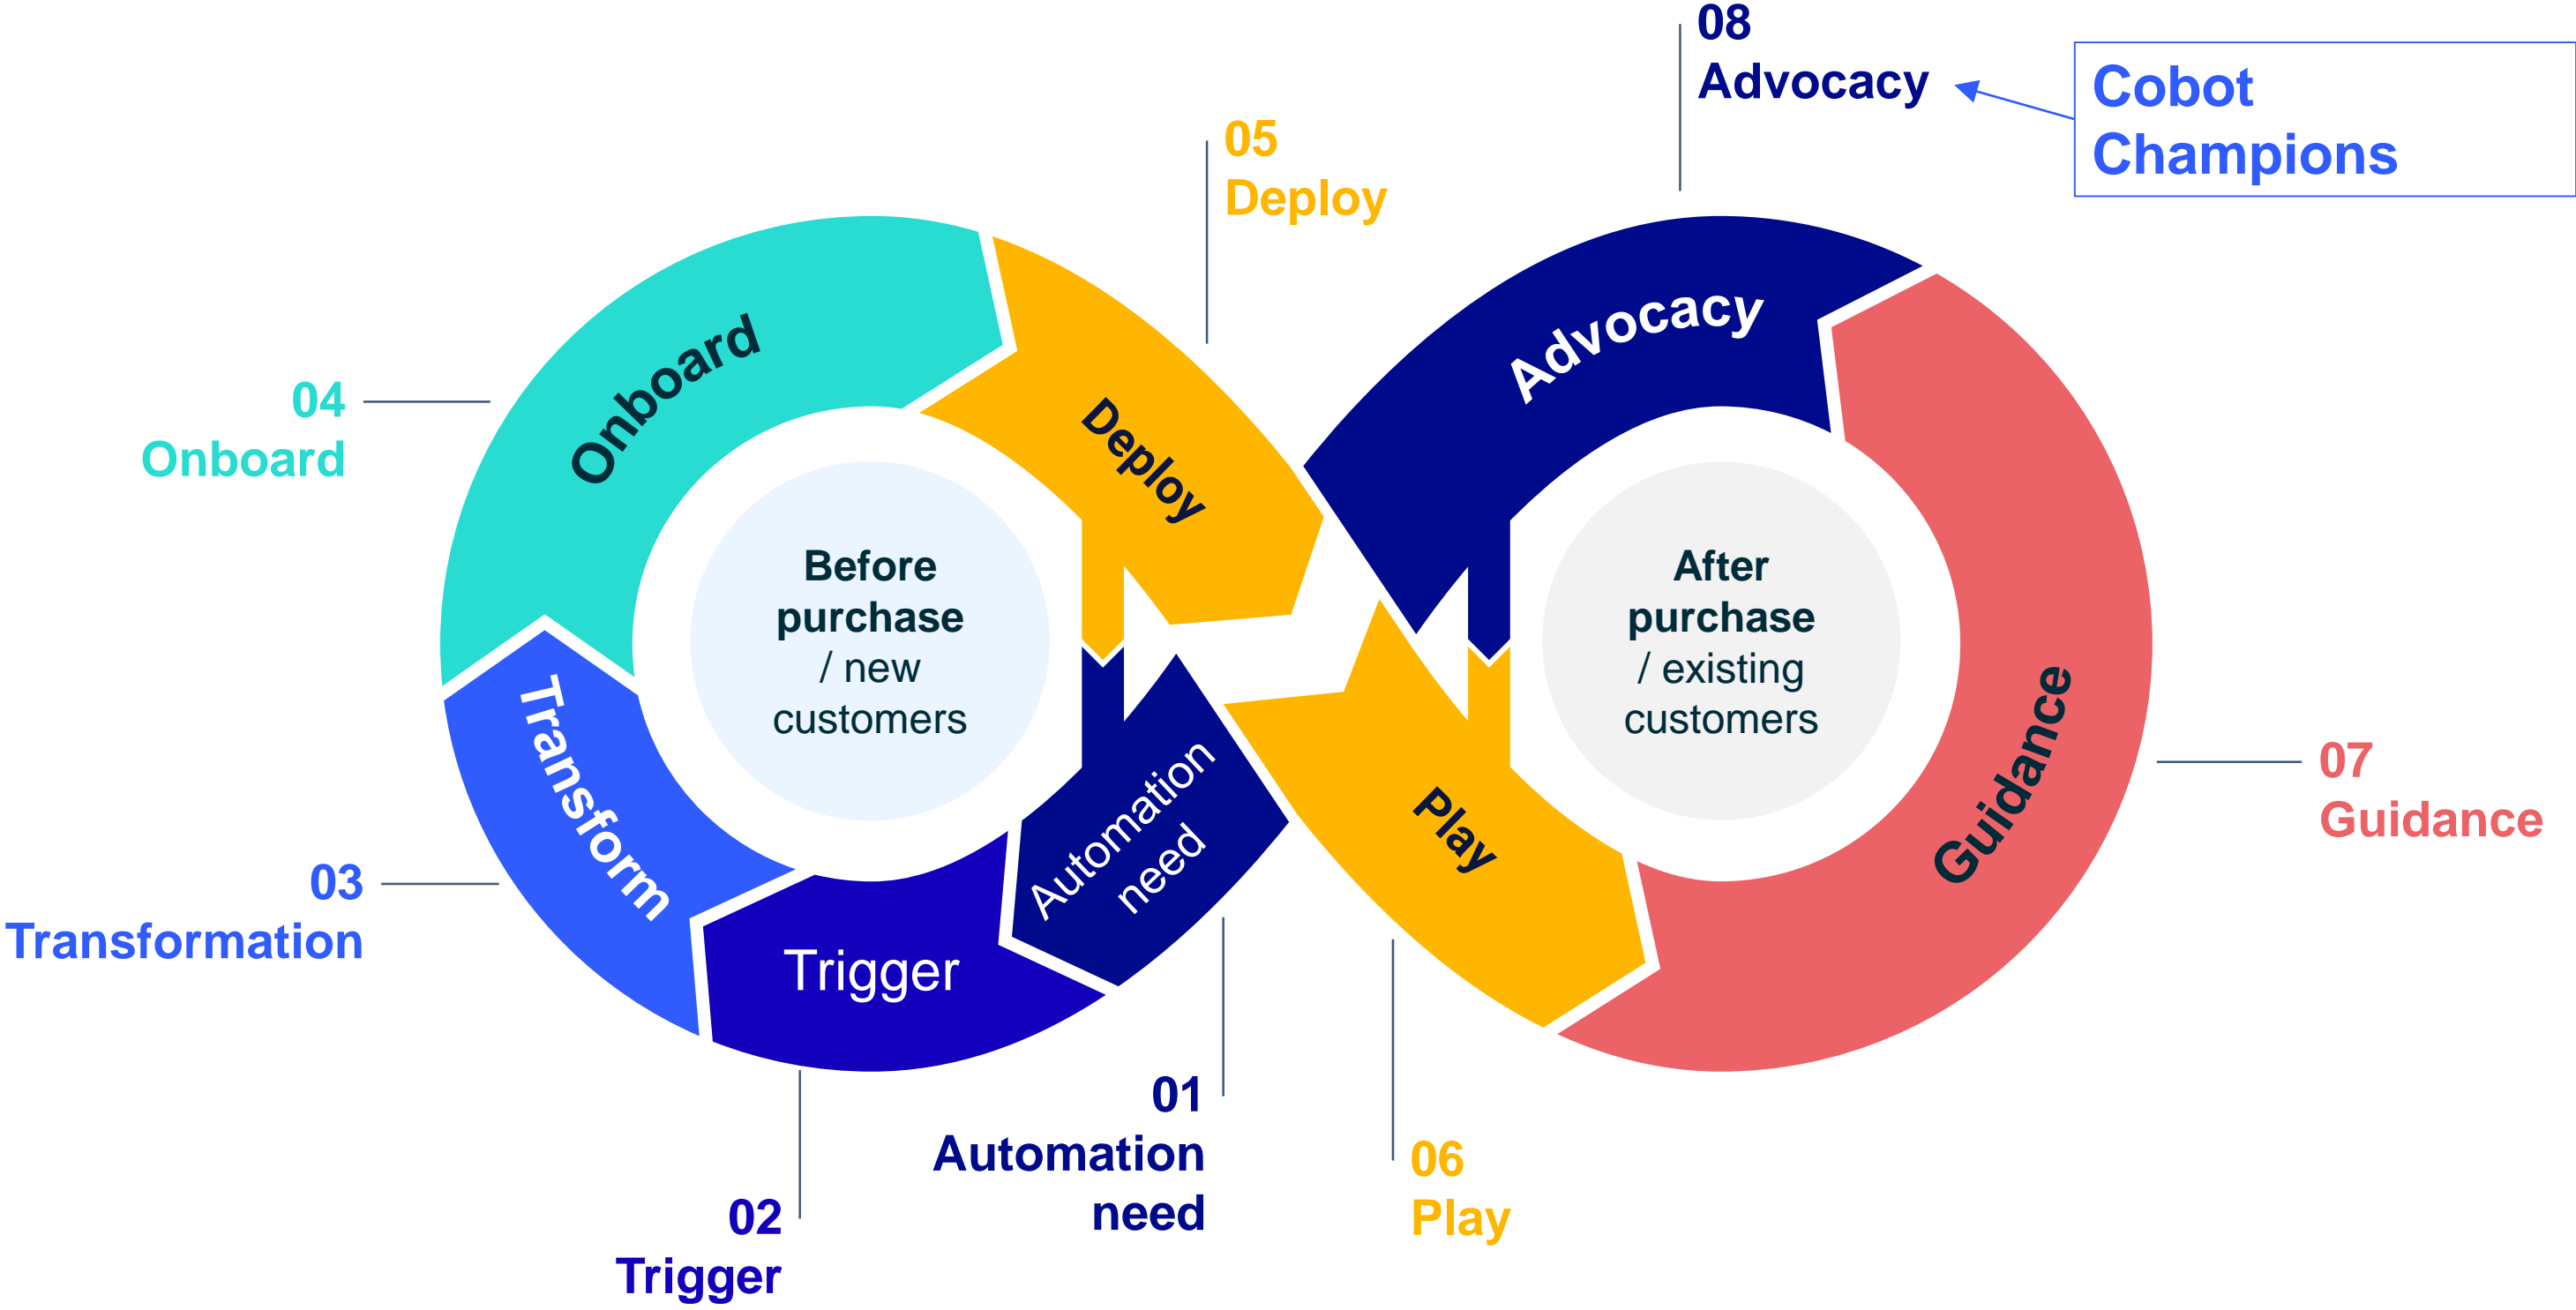 08
Advocacy
Cobot
Champions
05
Deploy
04
Onboard
Onboard
Deploy
Advocacy
Before
purchase
/ new
customers
After
purchase
/ existing
customers
Transform
Automation
need
Play
Guidance
Trigger
07
Guidance
03
Transformation
01
Automation
need
02
Trigger
06
Play